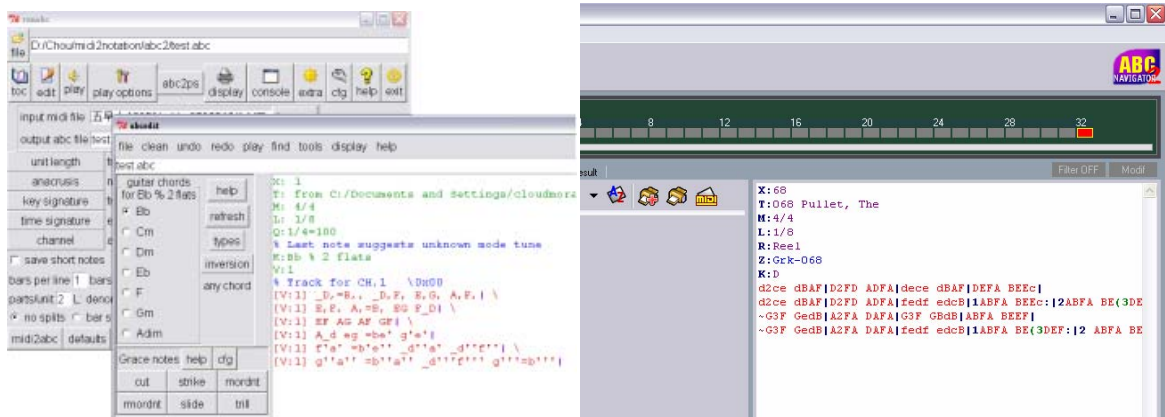 D:/Chou/midi2notation/abc2/test.abc
file
toc edit play play options abc2ps display console extra cfg help exit
input midi file
output abc file test
unit length
anacrusis
key signature
time signature
channel
save short notes
bars per line 1 bars
parts/unit 2 L: denor
no splits bar s
midi2abc defaults
abcedit
file clean undo redo play find tools display help
test.abc
guitar chords
for Bb % 2 flats
Bb
Cm
Dm
Eb
F
Gm
Adim
help
refresh
types
inversion
any chord
Grace notes help cfg
cut strike mordnt
rmordnt slide trill
X: 1
T: from C:/Documents and Settings/cloudmora
M: 4/4
L: 1/8
Q:1/4=100
% Last note suggests unknown mode tune
K:Bb % 2 flats
V:1
% Track for CH.1 \0x00
[V:1] E,F, A,=B, EG F_D| \
[V:1] EF AG AF GF| \
[V:1] A_d eg =be' g'e'|
ABC
NAVIGATOR 2
8 12 16 20 24 28 32
sult
Filter OFF Modif
midi
X:68
T:068 Pullet, The
M:4/4
L:1/8
R:Reel
Z:Grk-068
K:D
d2ce dBAF|D2FD ADFA|dece dBAF|DEFA BEEc|
d2ce dBAF|D2FD ADFA|fedf edcB|1ABFA BEEc:|2ABFA BE(3DE
~G3F GedB|A2FA DAFA|G3F GBdB|ABFA BEEF|
~G3F GedB|A2FA DAFA|fedf edcB|1ABFA BE(3DEF:|2 ABFA BE